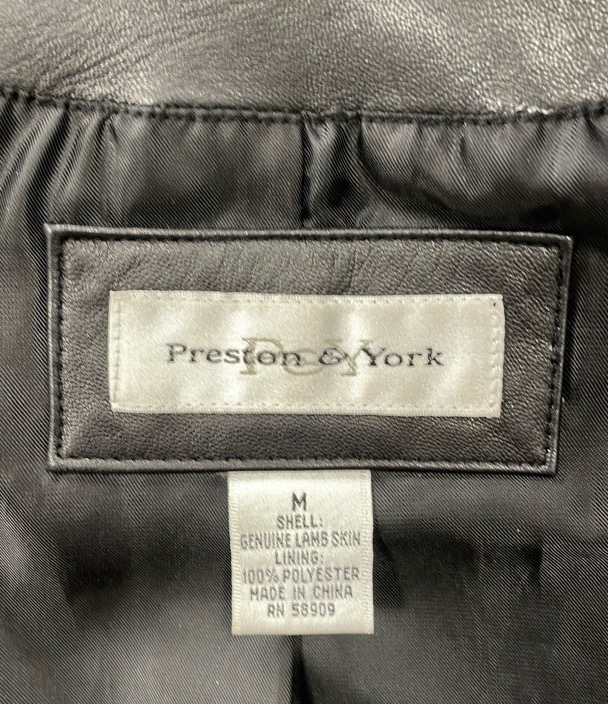 Preston & York
M
SHELL:
GENUINE LAMB SKIN
LINING:
100% POLYESTER
MADE IN CHINA
RN 58909